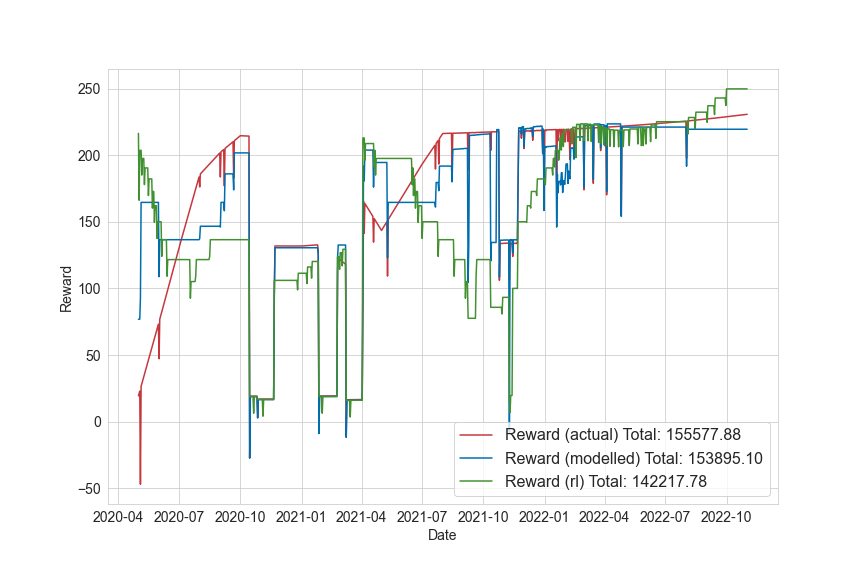 250
200
150
100
50
0
−50
Reward
Reward (actual) Total: 155577.88
Reward (modelled) Total: 153895.10
Reward (rl) Total: 142217.78
2020-04 2020-07 2020-10 2021-01 2021-04 2021-07 2021-10 2022-01 2022-04 2022-07 2022-10
Date